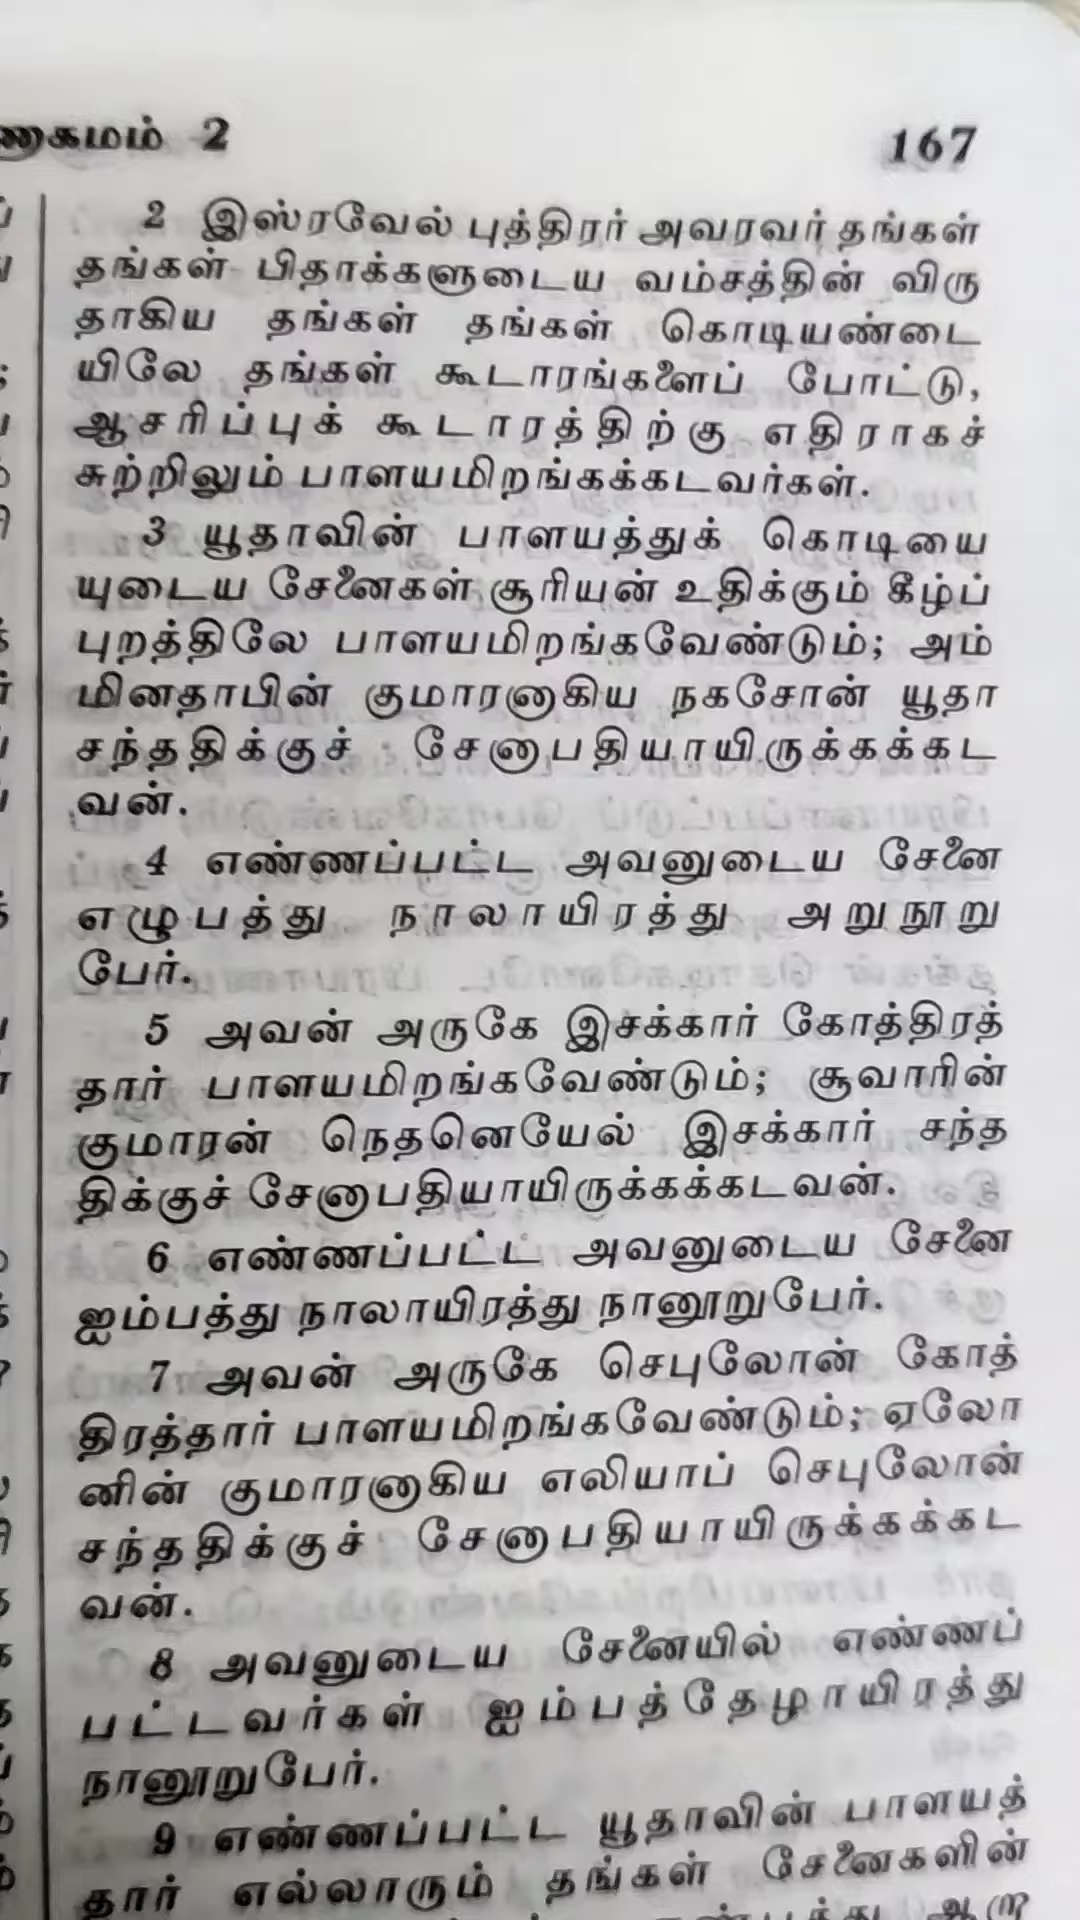 ணாகமம் 2
167
2 இஸ்ரவேல் புத்திரர் அவரவர் தங்கள்
தங்கள் பிதாக்களுடைய வம்சத்தின் விரு
தாகிய தங்கள் தங்கள் கொடியண்டை
யிலே தங்கள் கூடாரங்களைப் போட்டு,
ஆசரிப்புக் கூடாரத்திற்கு எதிராகச்
சுற்றிலும் பாளயமிறங்கக்கடவர்கள்.
3 யூதாவின் பாளயத்துக் கொடியை
யுடைய சேனைகள் சூரியன் உதிக்கும் கீழ்ப்
புறத்திலே பாளயமிறங்கவேண்டும்; அம்
மினதாபின் குமாரனாகிய நகசோன் யூதா
சந்ததிக்குச் சேனாபதியாயிருக்கக்கட
வன்.
4 எண்ணப்பட்ட அவனுடைய சேனை
எழுபத்து நாலாயிரத்து அறுநூறு
பேர்.
5 அவன் அருகே இசக்கார் கோத்திரத்
தார் பாளயமிறங்கவேண்டும்; சூவாரின்
குமாரன் நெதனெயேல் இசக்கார் சந்த
திக்குச் சேனாபதியாயிருக்கக்கடவன்.
6 எண்ணப்பட்ட அவனுடைய சேனை
ஐம்பத்து நாலாயிரத்து நானூறுபேர்.
7 அவன் அருகே செபுலோன் கோத்
திரத்தார் பாளயமிறங்கவேண்டும்; ஏலோ
னின் குமாரனாகிய எலியாப் செபுலோன்
சந்ததிக்குச் சேனாபதியாயிருக்கக்கட
வன்.
8 அவனுடைய சேனையில் எண்ணப்
பட்டவர்கள் ஐம்பத்தேழாயிரத்து
நானூறுபேர்.
9 எண்ணப்பட்ட யூதாவின் பாளயத்
தார் எல்லாரும் தங்கள் சேனைகளின்